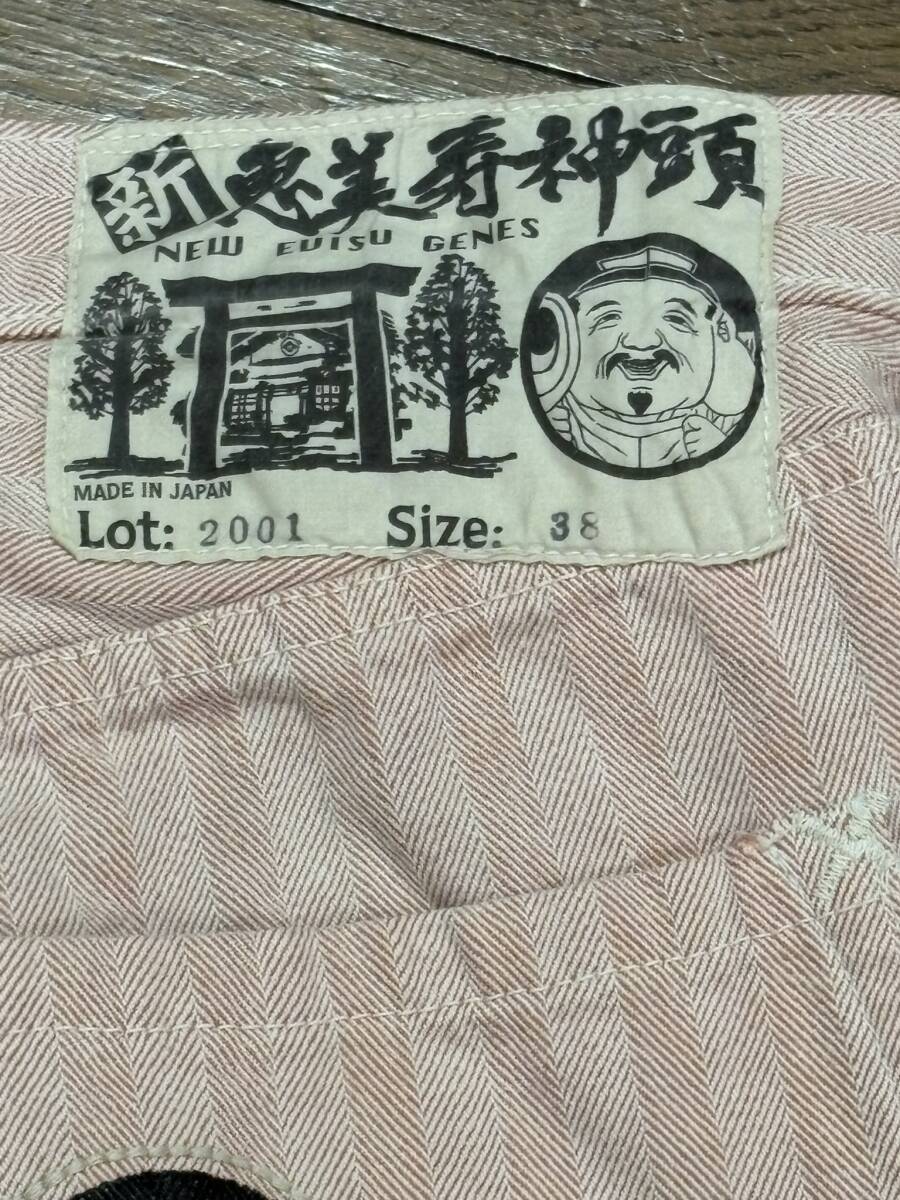 新 恵美寿神頭
NEW EVISU GENES
MADE IN JAPAN
Lot: 2001 Size: 38